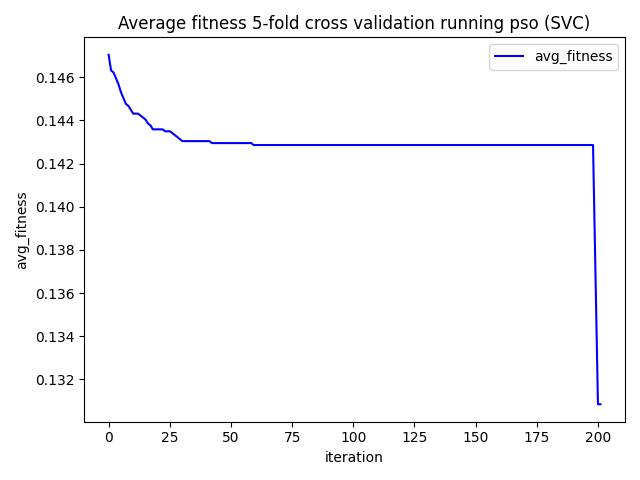 Average fitness 5-fold cross validation running pso (SVC)
avg_fitness
0.146
0.144
0.142
0.140
0.138
0.136
0.134
0.132
avg_fitness
0 25 50 75 100 125 150 175 200
iteration